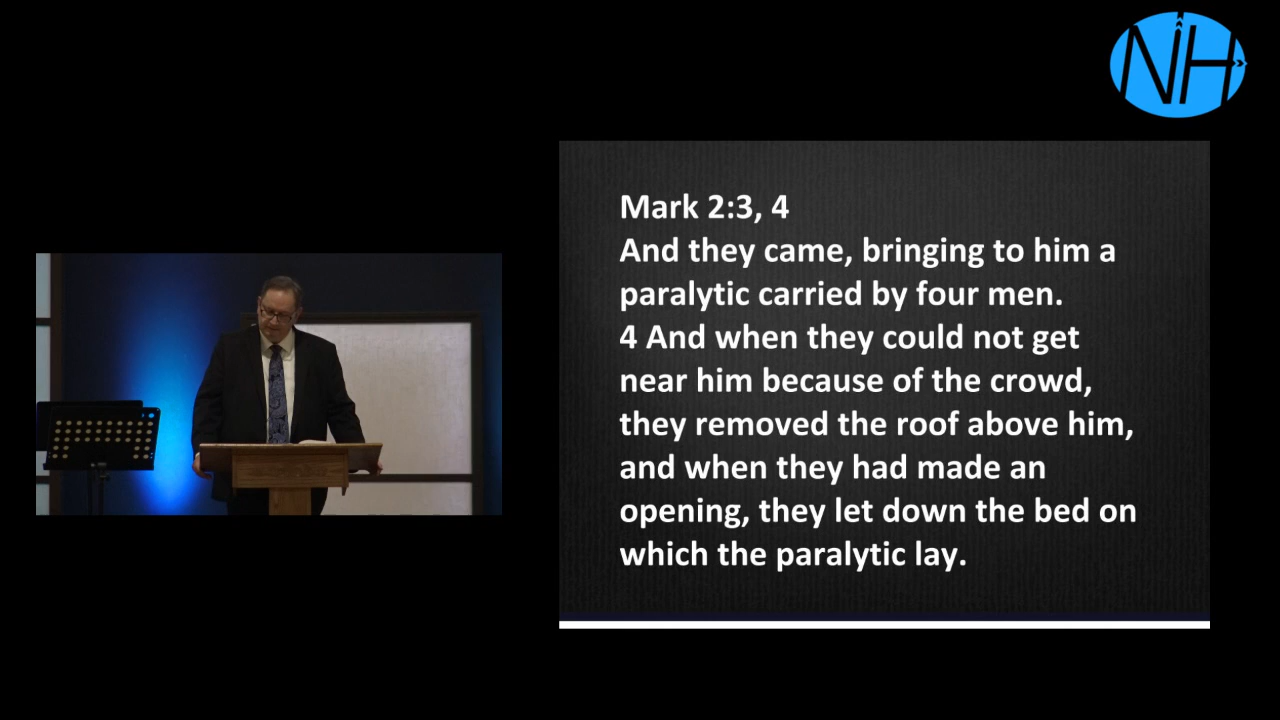 NH
Mark 2:3, 4
And they came, bringing to him a
paralytic carried by four men.
4 And when they could not get
near him because of the crowd,
they removed the roof above him,
and when they had made an
opening, they let down the bed on
which the paralytic lay.